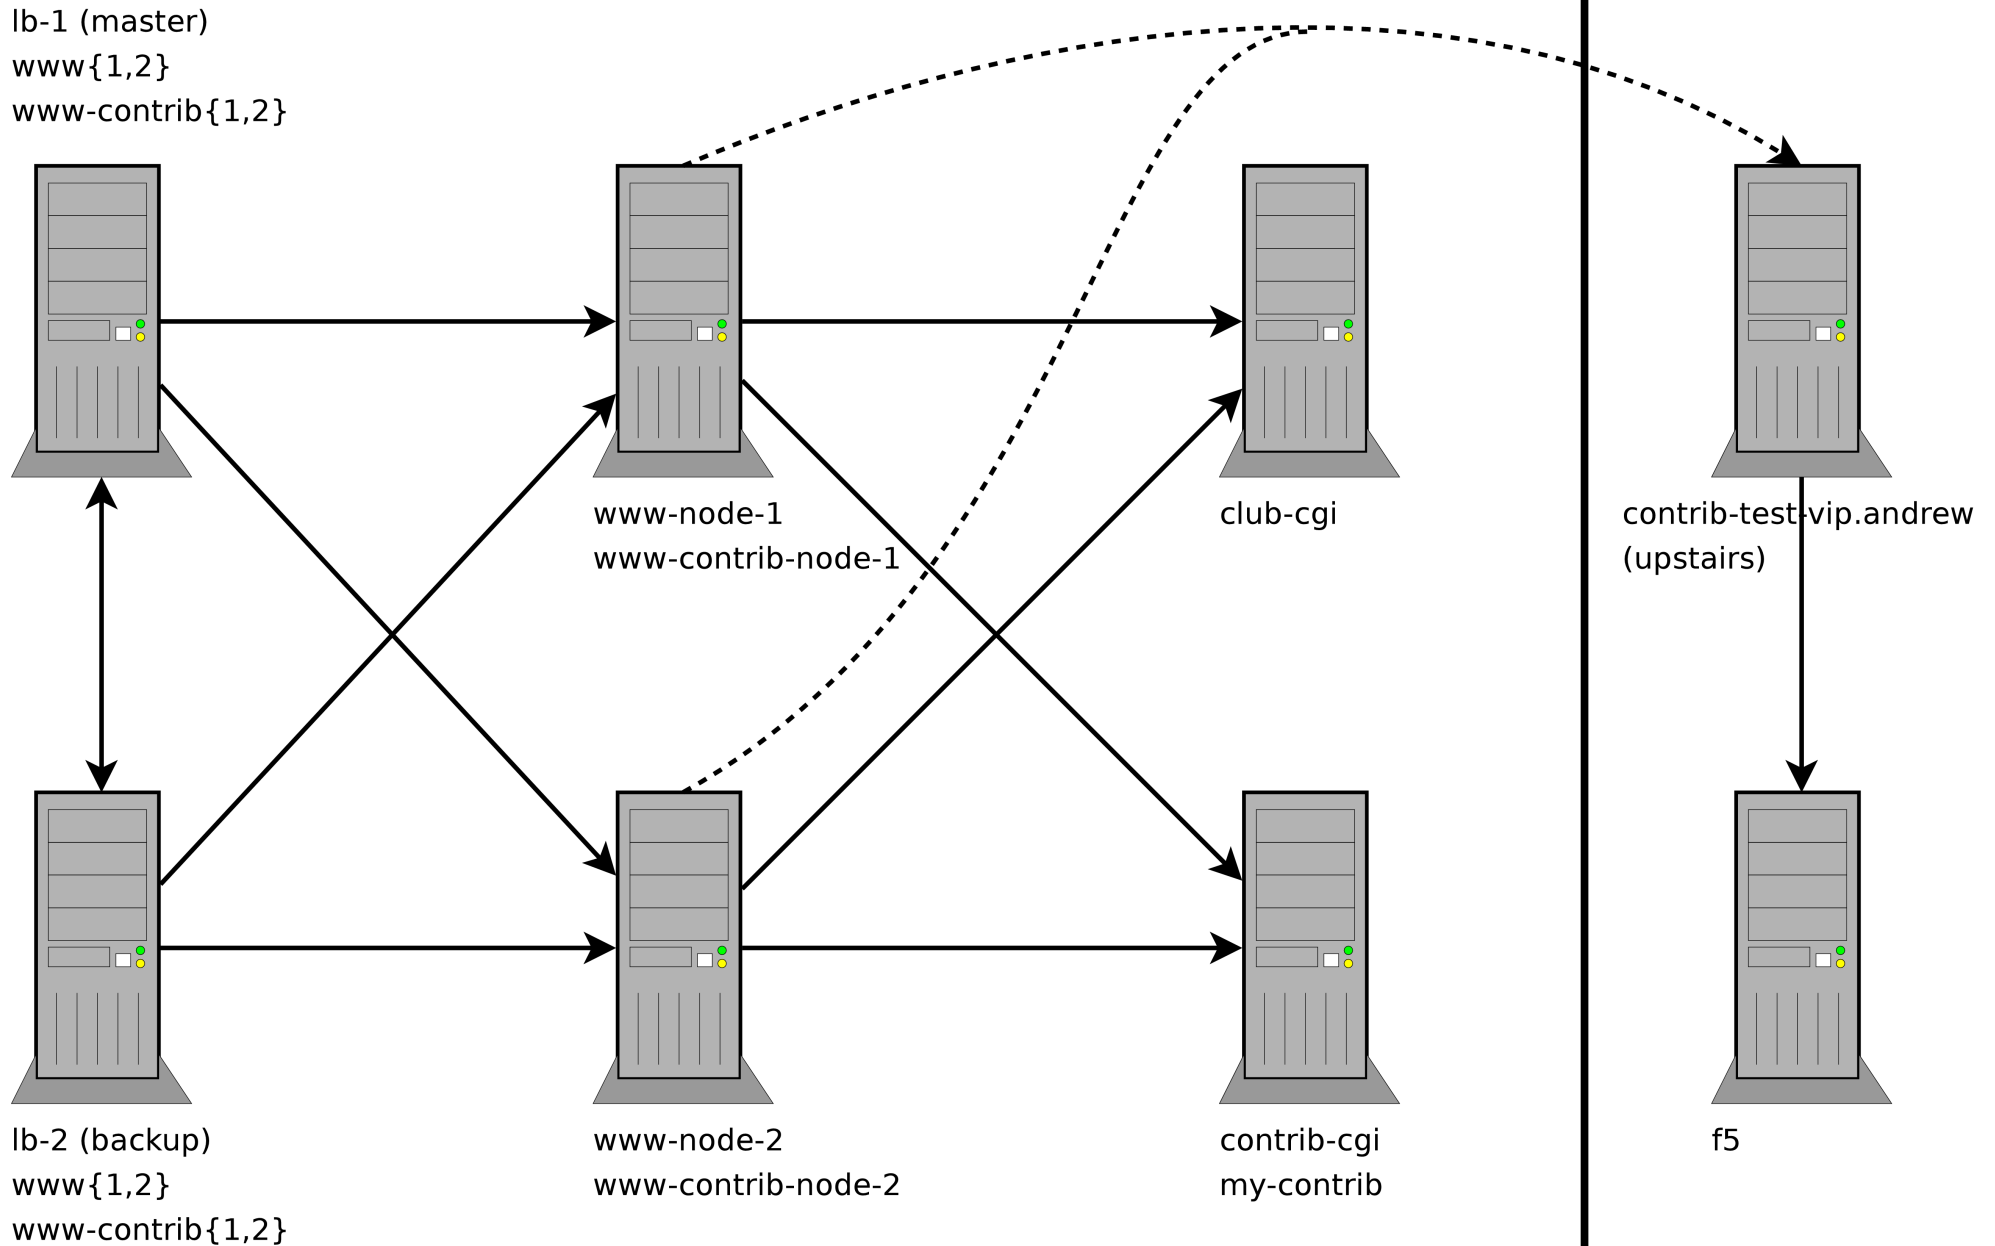 lb-1 (master)
www{1,2}
www-contrib{1,2}
www-node-1
www-contrib-node-1
club-cgi
contrib-test-vip.andrew
(upstairs)
lb-2 (backup)
www{1,2}
www-contrib{1,2}
www-node-2
www-contrib-node-2
contrib-cgi
my-contrib
f5